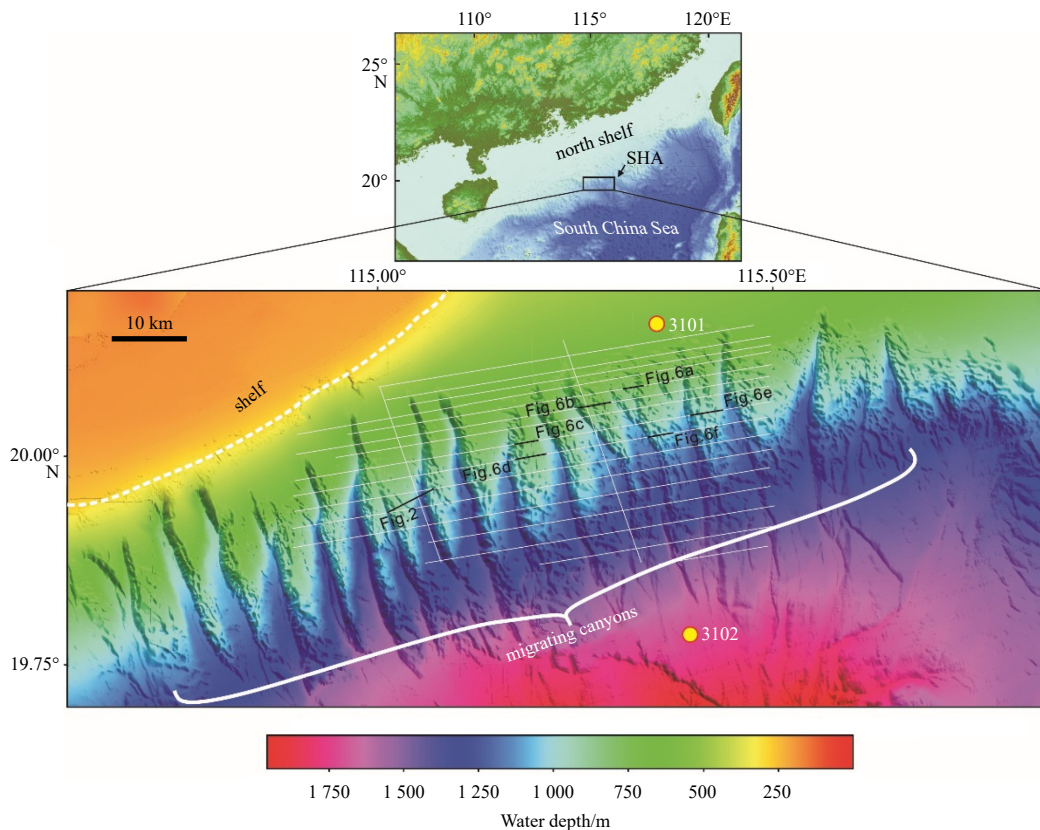 110° 115° 120°E
25°
N
north shelf
SHA
20°
South China Sea
115.00° 115.50°E
10 km
3101
shelf
Fig.6a
Fig.6b
Fig.6e
Fig.6c
Fig.6f
20.00°
N
Fig.6d
Fig.2
migrating canyons
3102
19.75°
1 750 1 500 1 250 1 000 750 500 250
Water depth/m